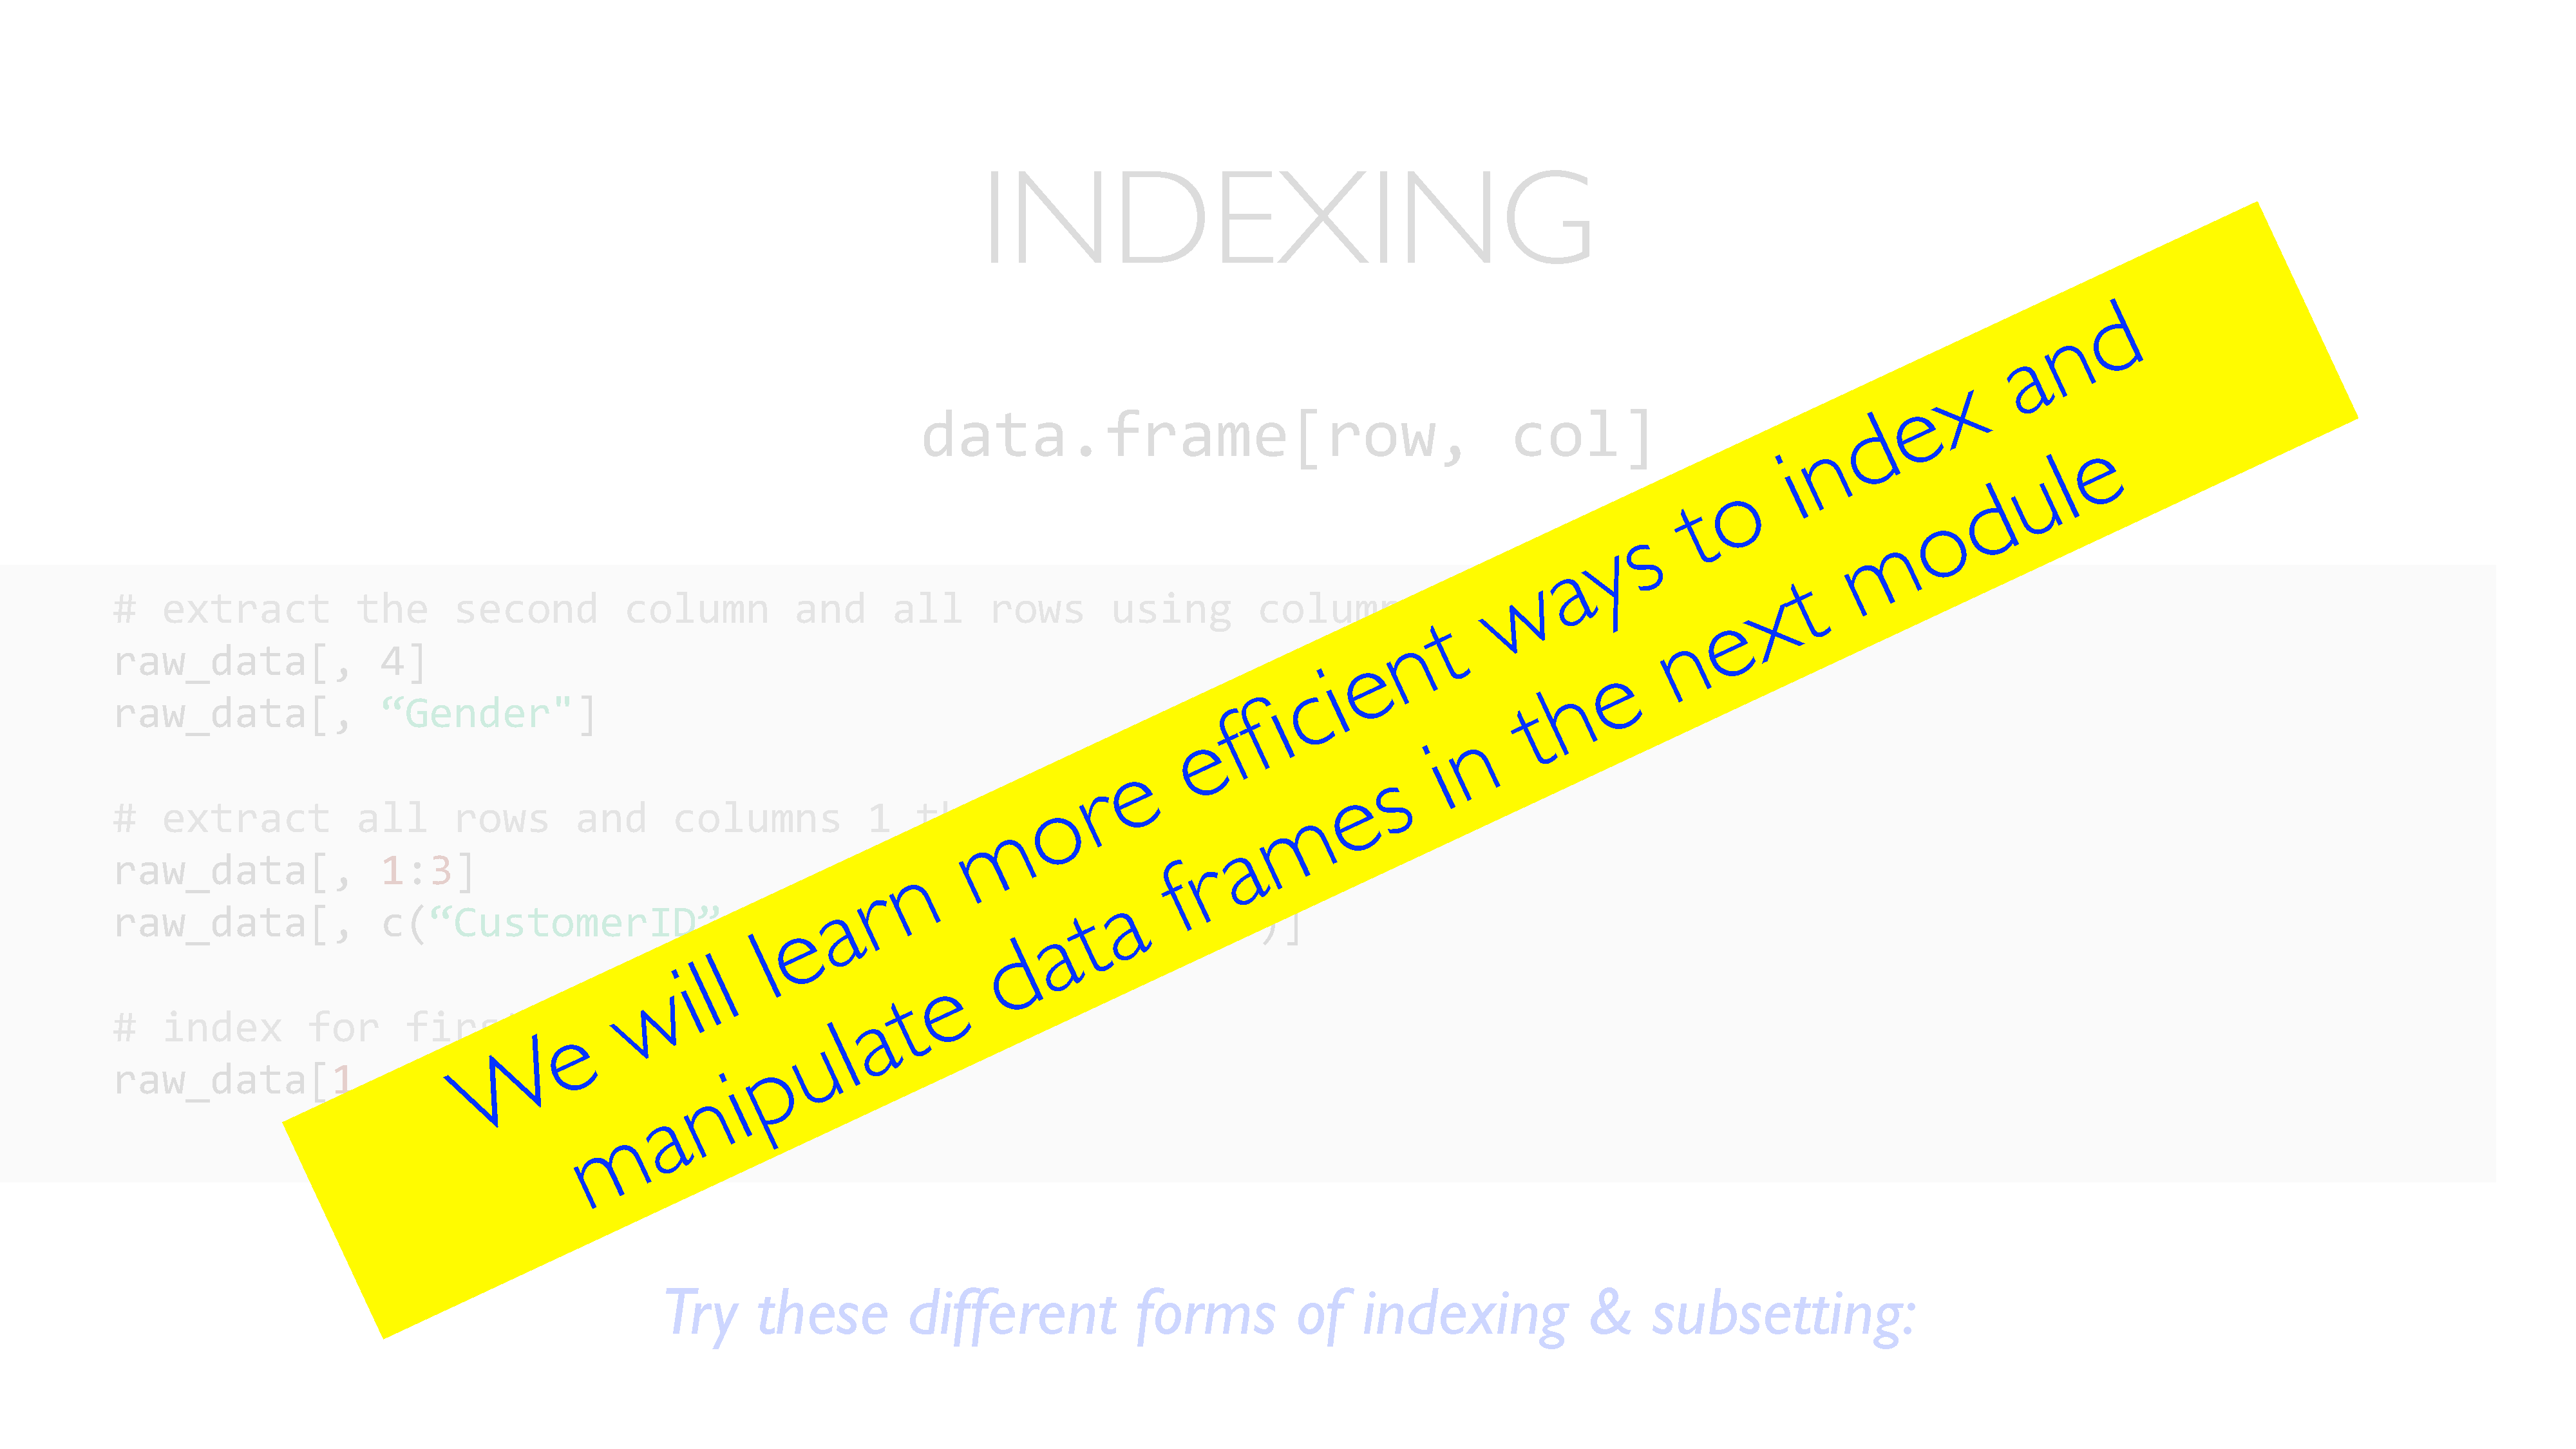 INDEXING
data.frame[row, col]
# extract the second column and all rows using
raw_data[, 4]
raw_data[, “Gender"]
# extract all rows and columns 1
raw_data[, 1:3]
raw_data[, c(“CustomerID” )]
# index for
raw_data[1
We will learn more efficient ways to index and
manipulate data frames in the next module
Try these different forms of indexing & subsetting: